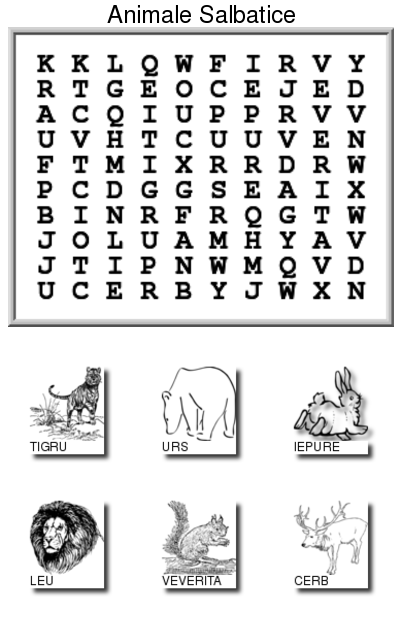 Animale Salbatice
K K L Q W F I R V Y
R T G E O C E J E D
A C Q I U P P R V V
U V H T C U U V E N
F T M I X R R D R W
P C D G G S E A I X
B I N R F R Q G T W
J O L U A M H Y A V
J T I P N W M Q V D
U C E R B Y J W X N
TIGRU URS IEPURE
LEU VEVERITA CERB